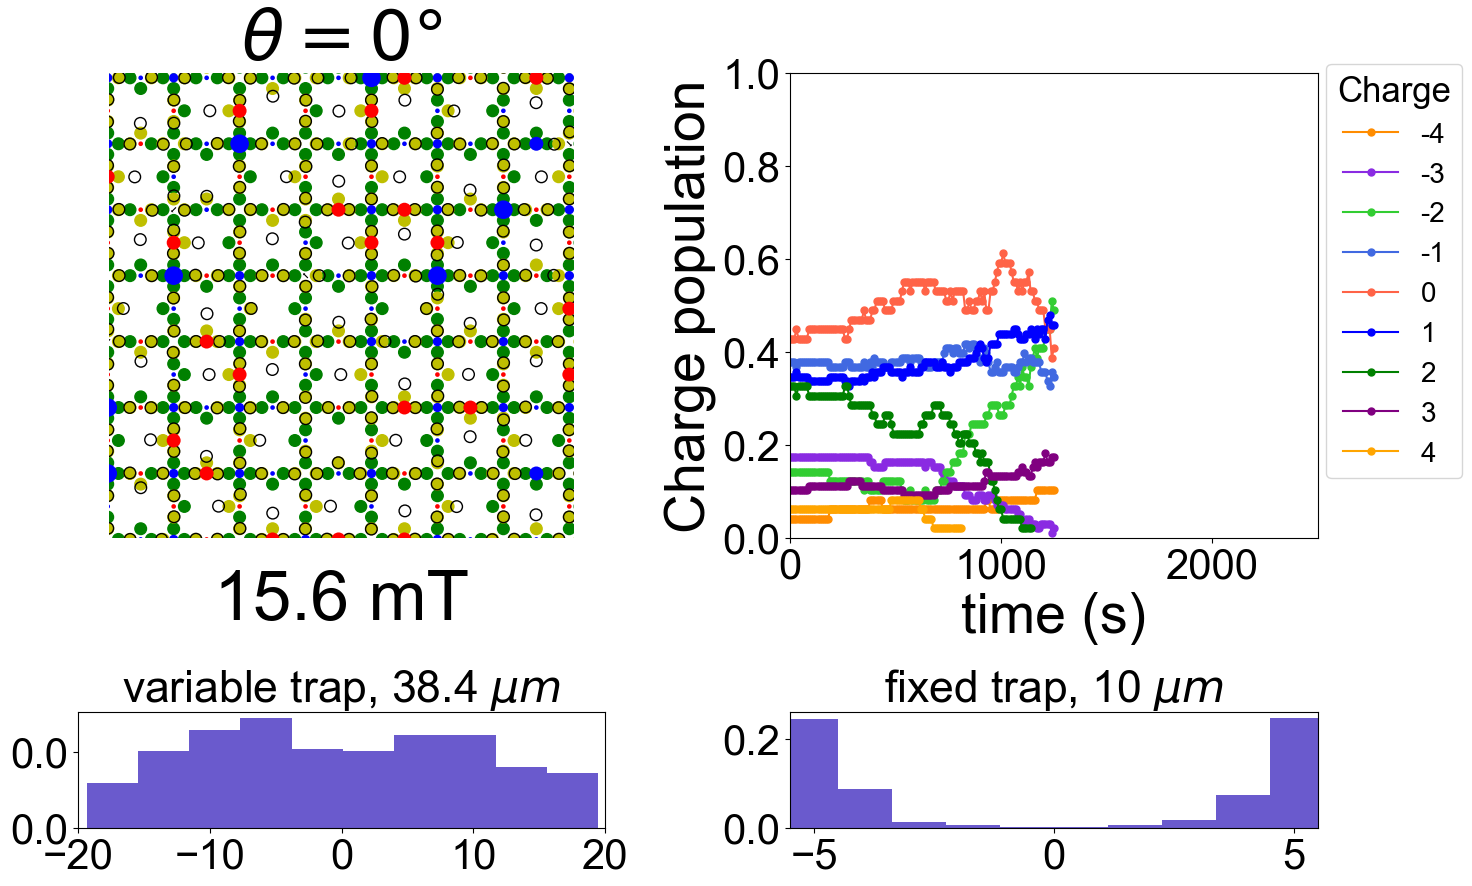 θ = 0°
15.6 mT
1.0
0.8
0.6
0.4
0.2
0.0
Charge population
0 1000 2000
time (s)
Charge
-4
-3
-2
-1
0
1
2
3
4
variable trap, 38.4 μm
0.0
0.0
−20 −10 0 10 20
fixed trap, 10 μm
0.2
0.0
−5 0 5